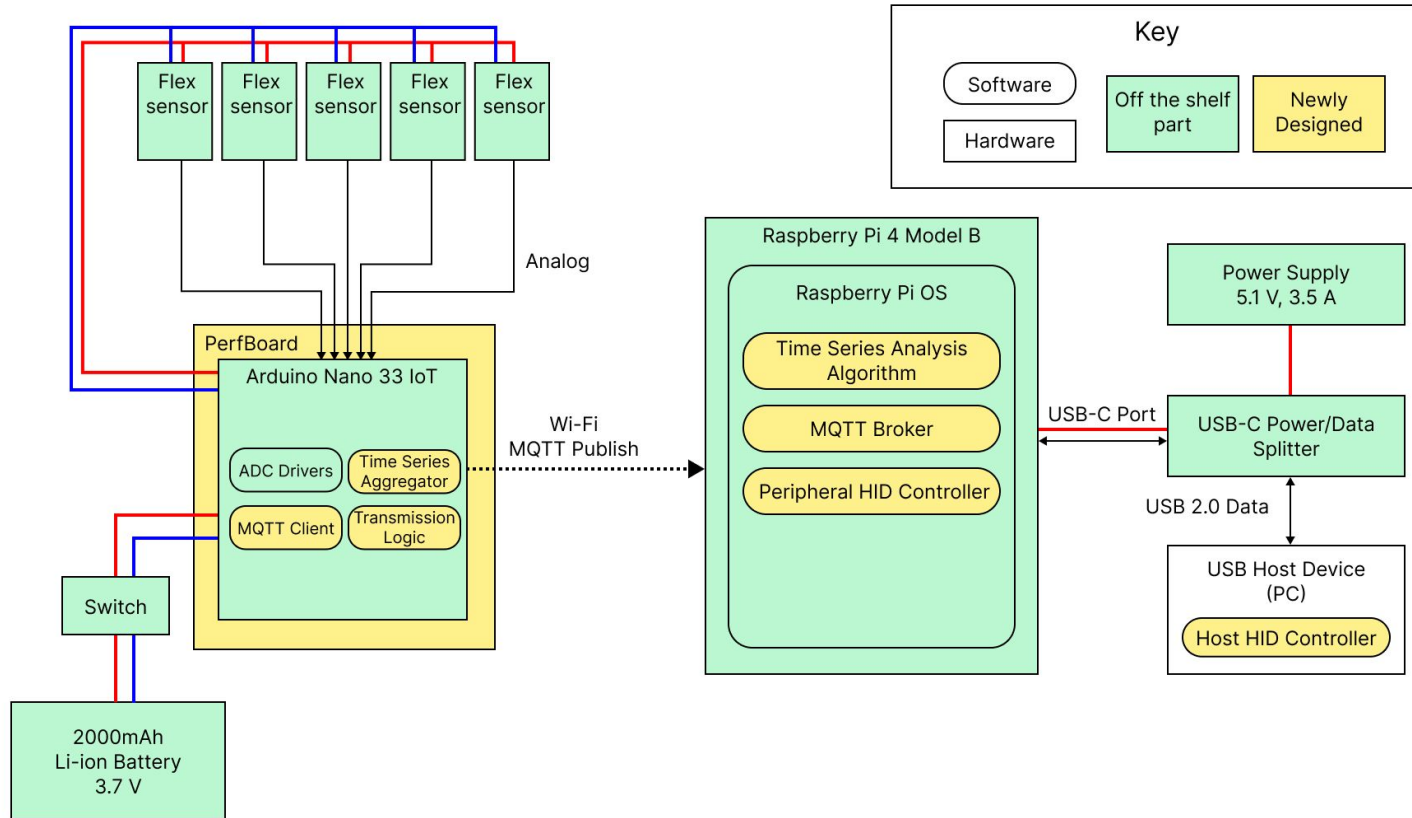 Key
Software
Hardware
Off the shelf
part
Newly
Designed
Flex
sensor
Flex
sensor
Flex
sensor
Flex
sensor
Flex
sensor
Analog
PerfBoard
Arduino Nano 33 IoT
ADC Drivers
Time Series
Aggregator
MQTT Client
Transmission
Logic
Switch
2000mAh
Li-ion Battery
3.7 V
Wi-Fi
MQTT Publish
Raspberry Pi 4 Model B
Raspberry Pi OS
Time Series Analysis
Algorithm
MQTT Broker
Peripheral HID Controller
USB-C Port
Power Supply
5.1 V, 3.5 A
USB-C Power/Data
Splitter
USB 2.0 Data
USB Host Device
(PC)
Host HID Controller